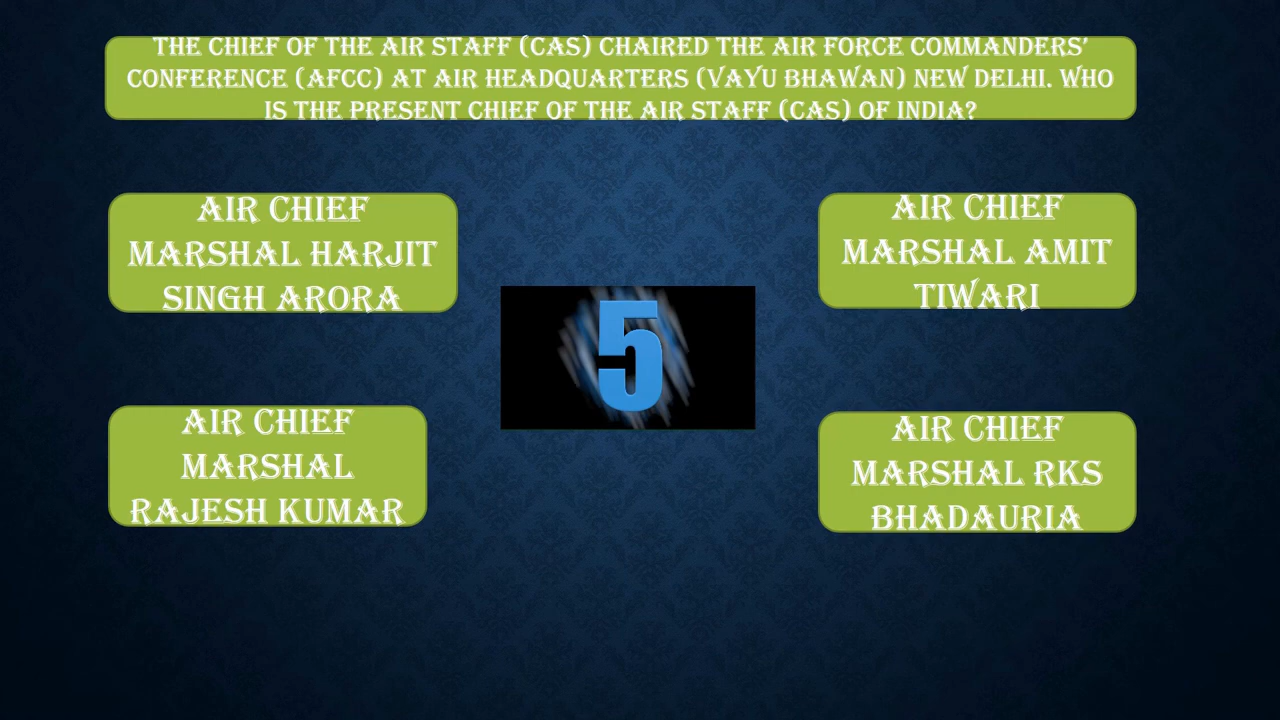 THE CHIEF OF THE AIR STAFF (CAS) CHAIRED THE AIR FORCE COMMANDERS'
CONFERENCE (AFCC) AT AIR HEADQUARTERS (VAYU BHAWAN) NEW DELHI. WHO
IS THE PRESENT CHIEF OF THE AIR STAFF (CAS) OF INDIA?
AIR CHIEF
MARSHAL HARJIT
SINGH ARORA
AIR CHIEF
MARSHAL AMIT
TIWARI
5
AIR CHIEF
MARSHAL
RAJESH KUMAR
AIR CHIEF
MARSHAL RKS
BHADAURIA